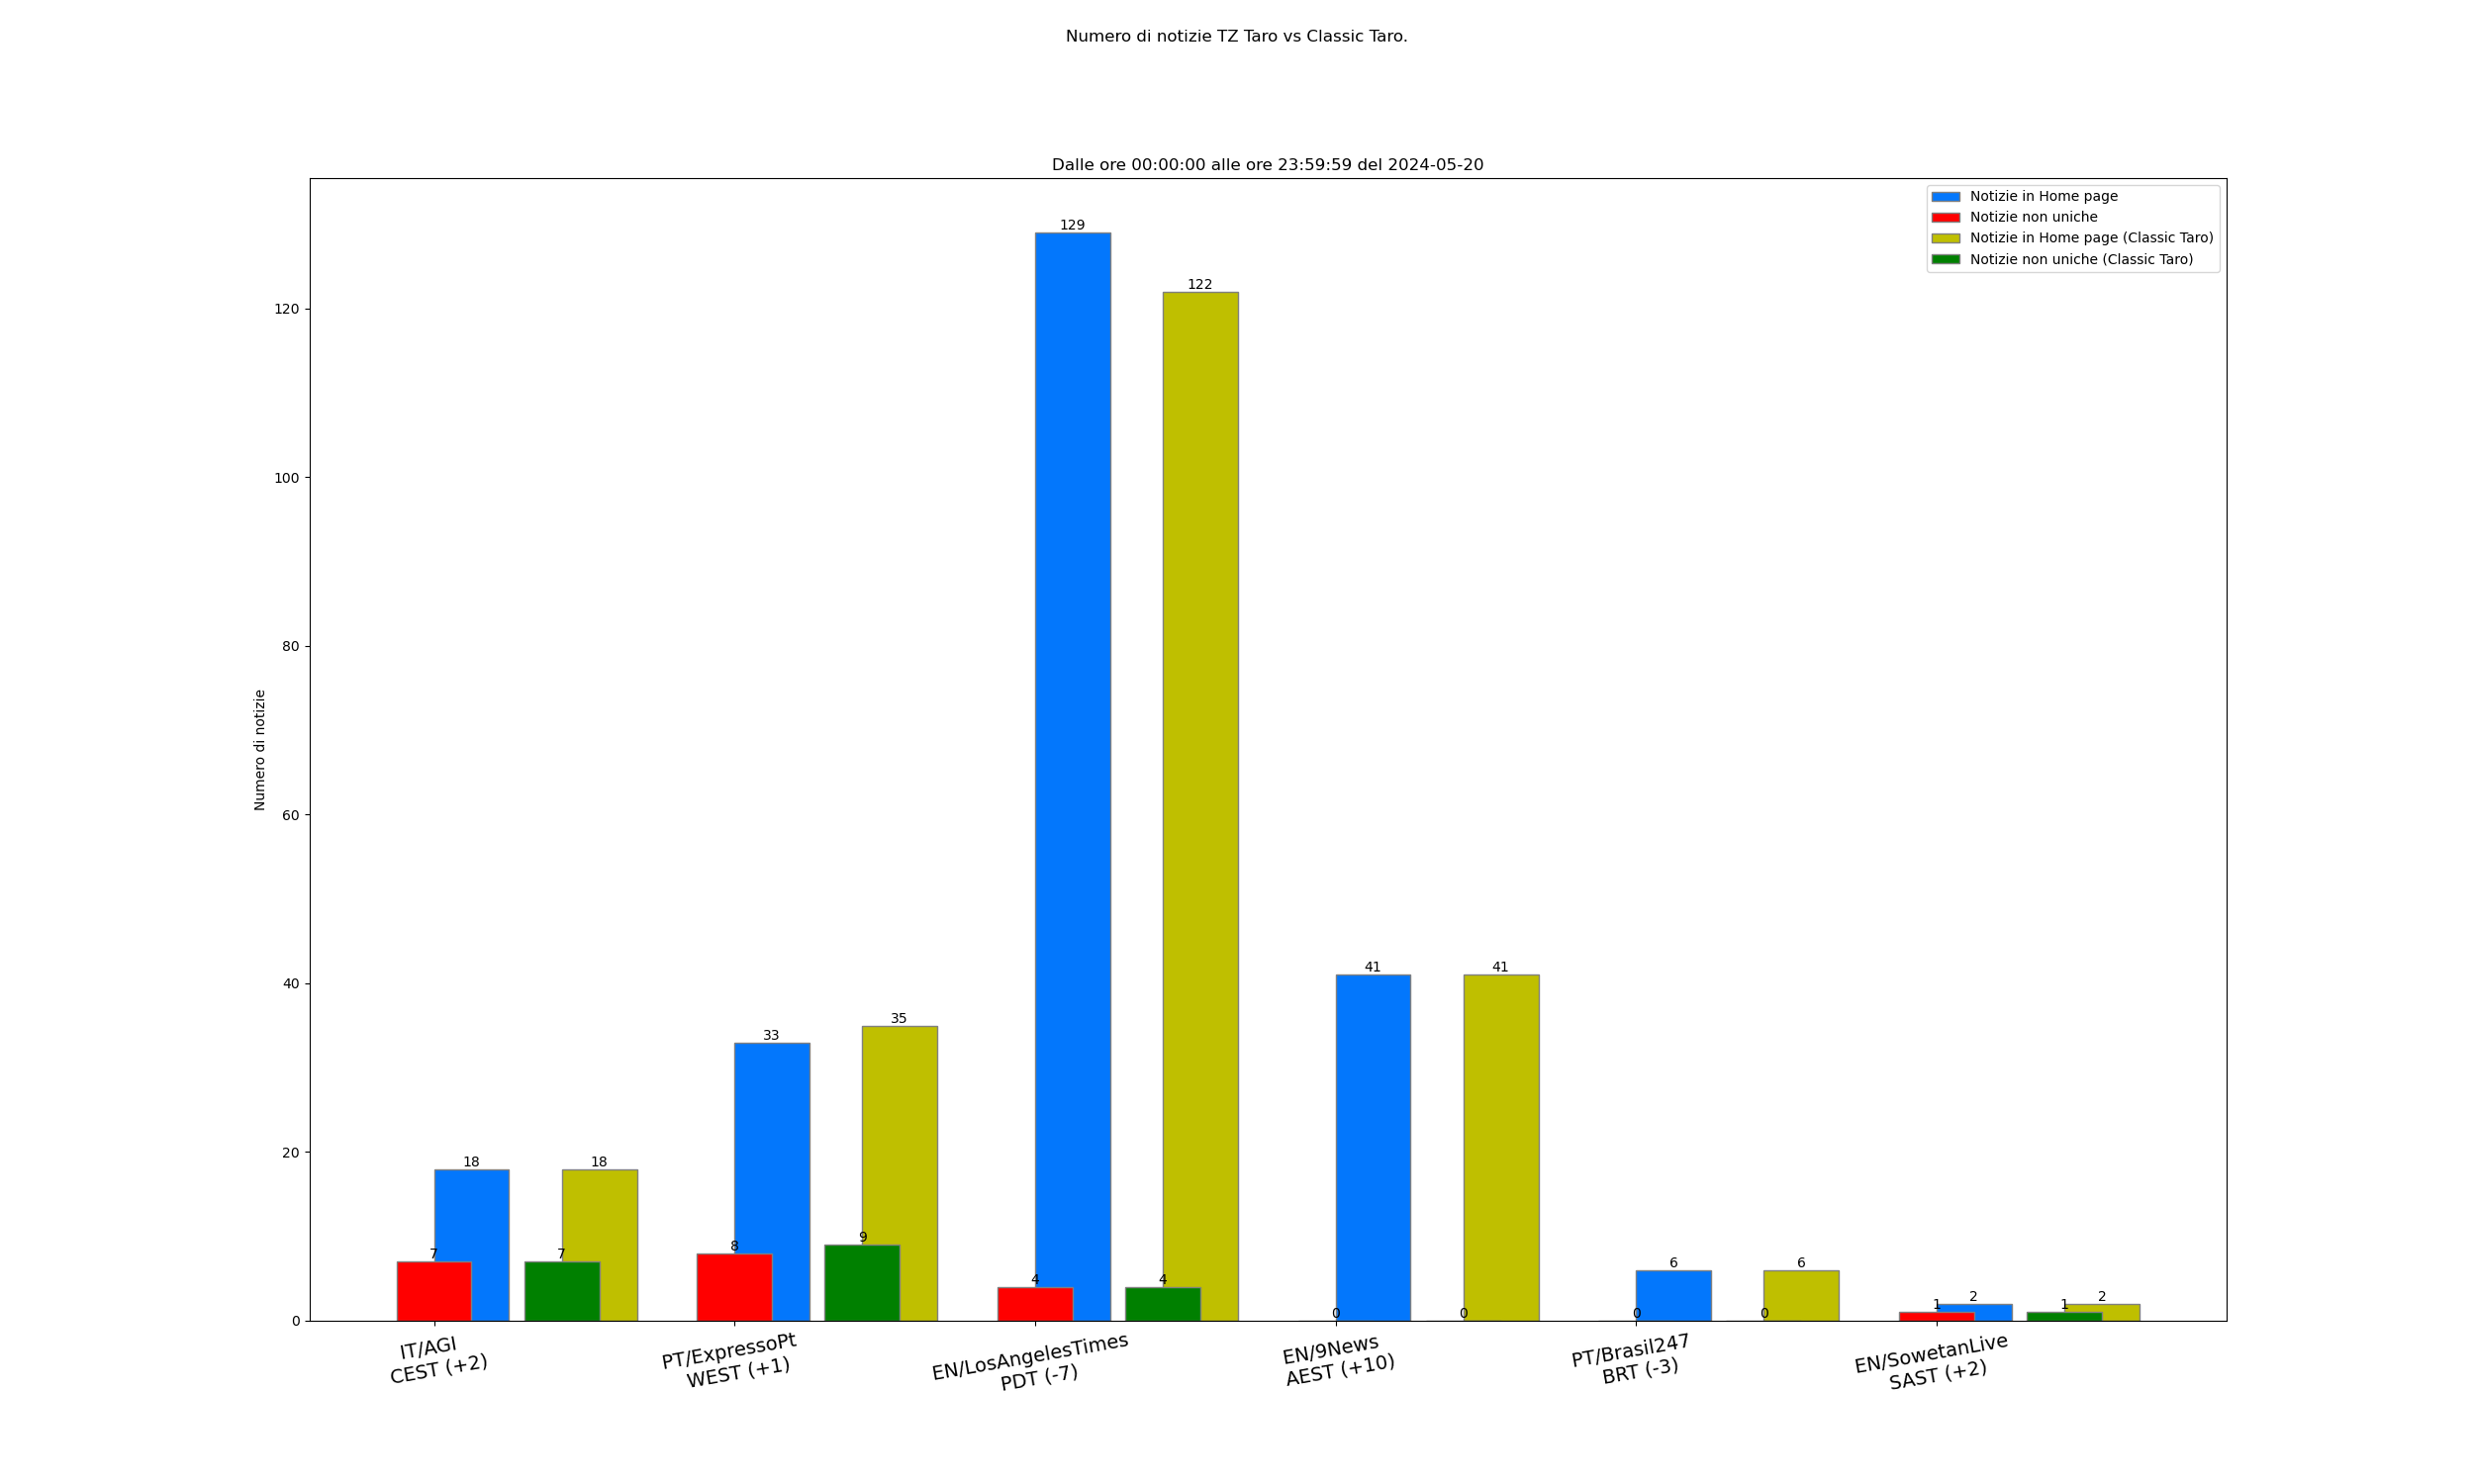 Numero di notizie TZ Taro vs Classic Taro.
Dalle ore 00:00:00 alle ore 23:59:59 del 2024-05-20
Notizie in Home page
Notizie non uniche
Notizie in Home page (Classic Taro)
Notizie non uniche (Classic Taro)
Numero di notizie
120
100
80
60
40
20
0
7
18
7
18
8
33
9
35
4
129
4
122
0
41
0
41
0
6
0
6
1
2
1
2
IT/AGI
CEST (+2)
PT/ExpressoPt
WEST (+1)
EN/LosAngelesTimes
PDT (-7)
EN/9News
AEST (+10)
PT/Brasil247
BRT (-3)
EN/SowetanLive
SAST (+2)